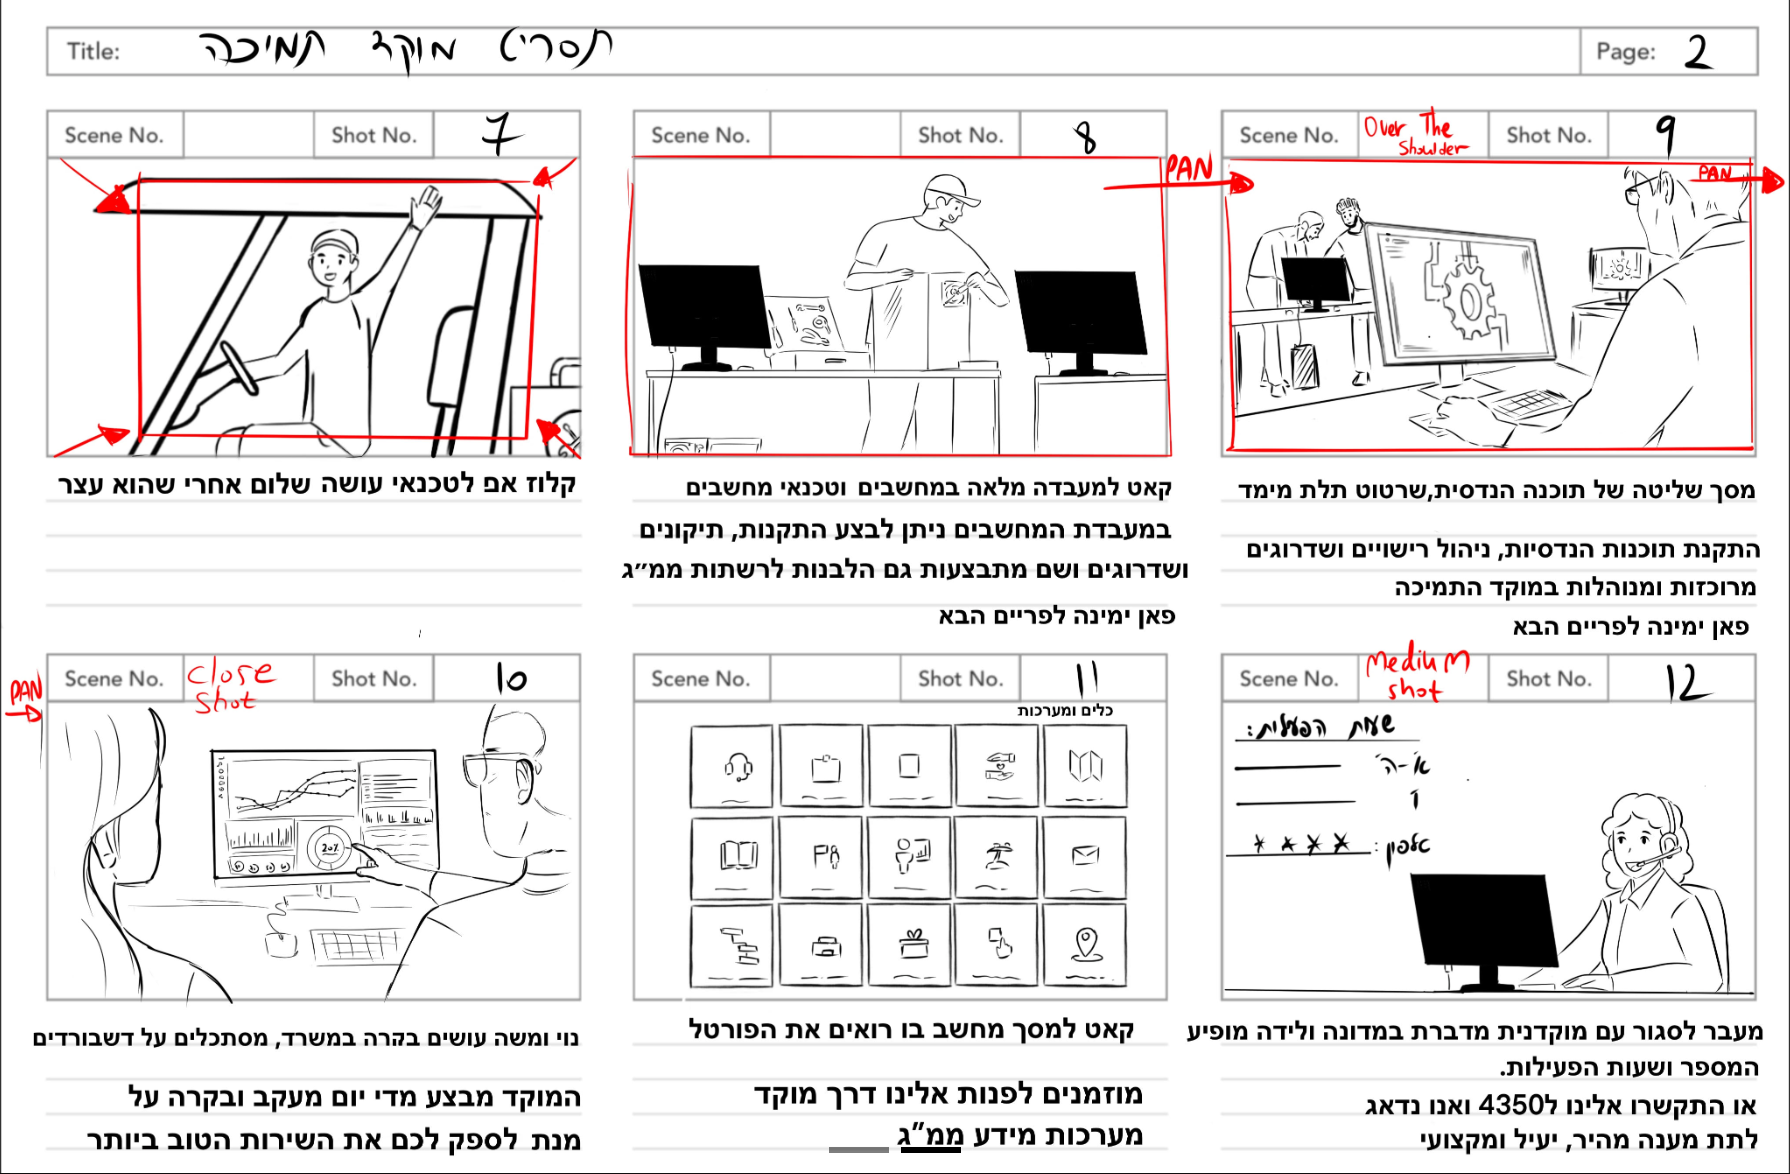 Title: תסריט מוקד תמיכה Page: 2
Scene No. Shot No. 7
קלוז אפ לטכנאי עושה שלום אחרי שהוא עצר
Scene No. Shot No. 8
PAN
קאט למעבדה מלאה במחשבים וטכנאי מחשבים
במעבדת המחשבים ניתן לבצע התקנות, תיקונים
ושדרוגים ושם מתבצעות גם הלבנות לרשתות ממ״ג
פאן ימינה לפריים הבא
Scene No. Over The Shoulder Shot No. 9
PAN
מסך שליטה של תוכנה הנדסית,שרטוט תלת מימד
התקנת תוכנות הנדסיות, ניהול רישויים ושדרוגים
מרוכזות ומנוהלות במוקד התמיכה
פאן ימינה לפריים הבא
PAN
Scene No. Close Shot Shot No. 10
20%
נוי ומשה עושים בקרה במשרד, מסתכלים על דשבורדים
המוקד מבצע מדי יום מעקב ובקרה על
מנת לספק לכם את השירות הטוב ביותר
Scene No. Shot No. 11
כלים ומערכות
קאט למסך מחשב בו רואים את הפורטל
מוזמנים לפנות אלינו דרך מוקד
מערכות מידע ממ״ג
Scene No. Medium shot Shot No. 12
שעות הפעילות:
א׳-ה׳
ו׳
טלפון: ****
מעבר לסגור עם מוקדנית מדברת במדונה ולידה מופיע
המספר ושעות הפעילות.
או התקשרו אלינו ל4350 ואנו נדאג
לתת מענה מהיר, יעיל ומקצועי